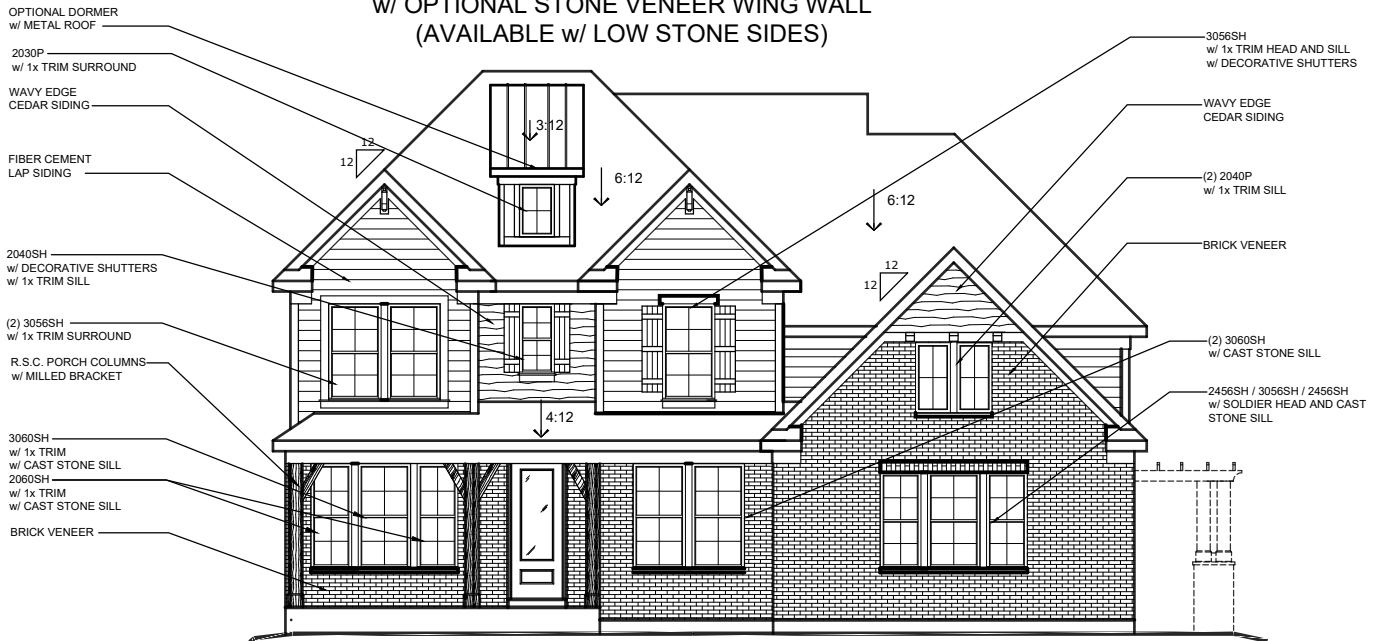 w/ OPTIONAL STONE VENEER WING WALL
(AVAILABLE w/ LOW STONE SIDES)
OPTIONAL DORMER
w/ METAL ROOF
2030P
w/ 1x TRIM SURROUND
WAVY EDGE
CEDAR SIDING
FIBER CEMENT
LAP SIDING
2040SH
w/ DECORATIVE SHUTTERS
w/ 1x TRIM SILL
(2) 3056SH
w/ 1x TRIM SURROUND
R.S.C. PORCH COLUMNS
w/ MILLED BRACKET
3060SH
w/ 1x TRIM
w/ CAST STONE SILL
2060SH
w/ 1x TRIM
w/ CAST STONE SILL
BRICK VENEER
12
12
3:12
6:12
6:12
12
12
4:12
3056SH
w/ 1x TRIM HEAD AND SILL
w/ DECORATIVE SHUTTERS
WAVY EDGE
CEDAR SIDING
(2) 2040P
w/ 1x TRIM SILL
BRICK VENEER
(2) 3060SH
w/ CAST STONE SILL
2456SH / 3056SH / 2456SH
w/ SOLDIER HEAD AND CAST
STONE SILL